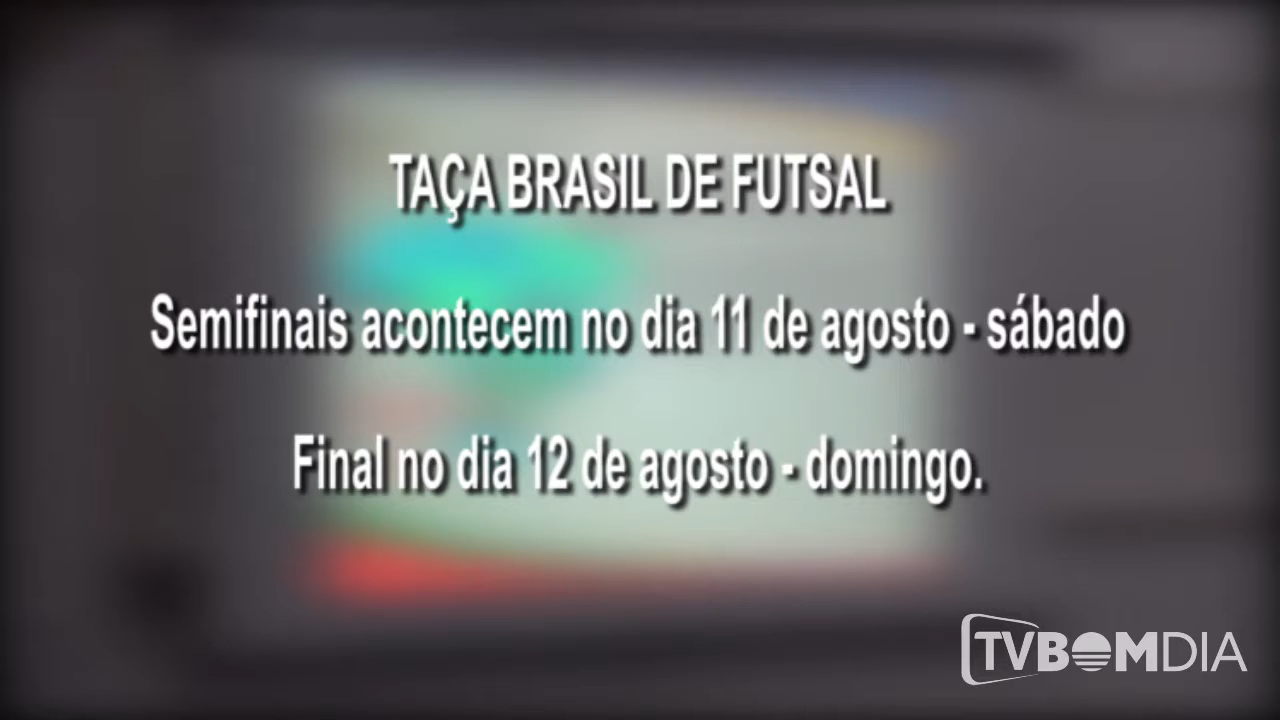 TAÇA BRASIL DE FUTSAL
Semifinais acontecem no dia 11 de agosto - sábado
Final no dia 12 de agosto - domingo.
TVBOMDIA